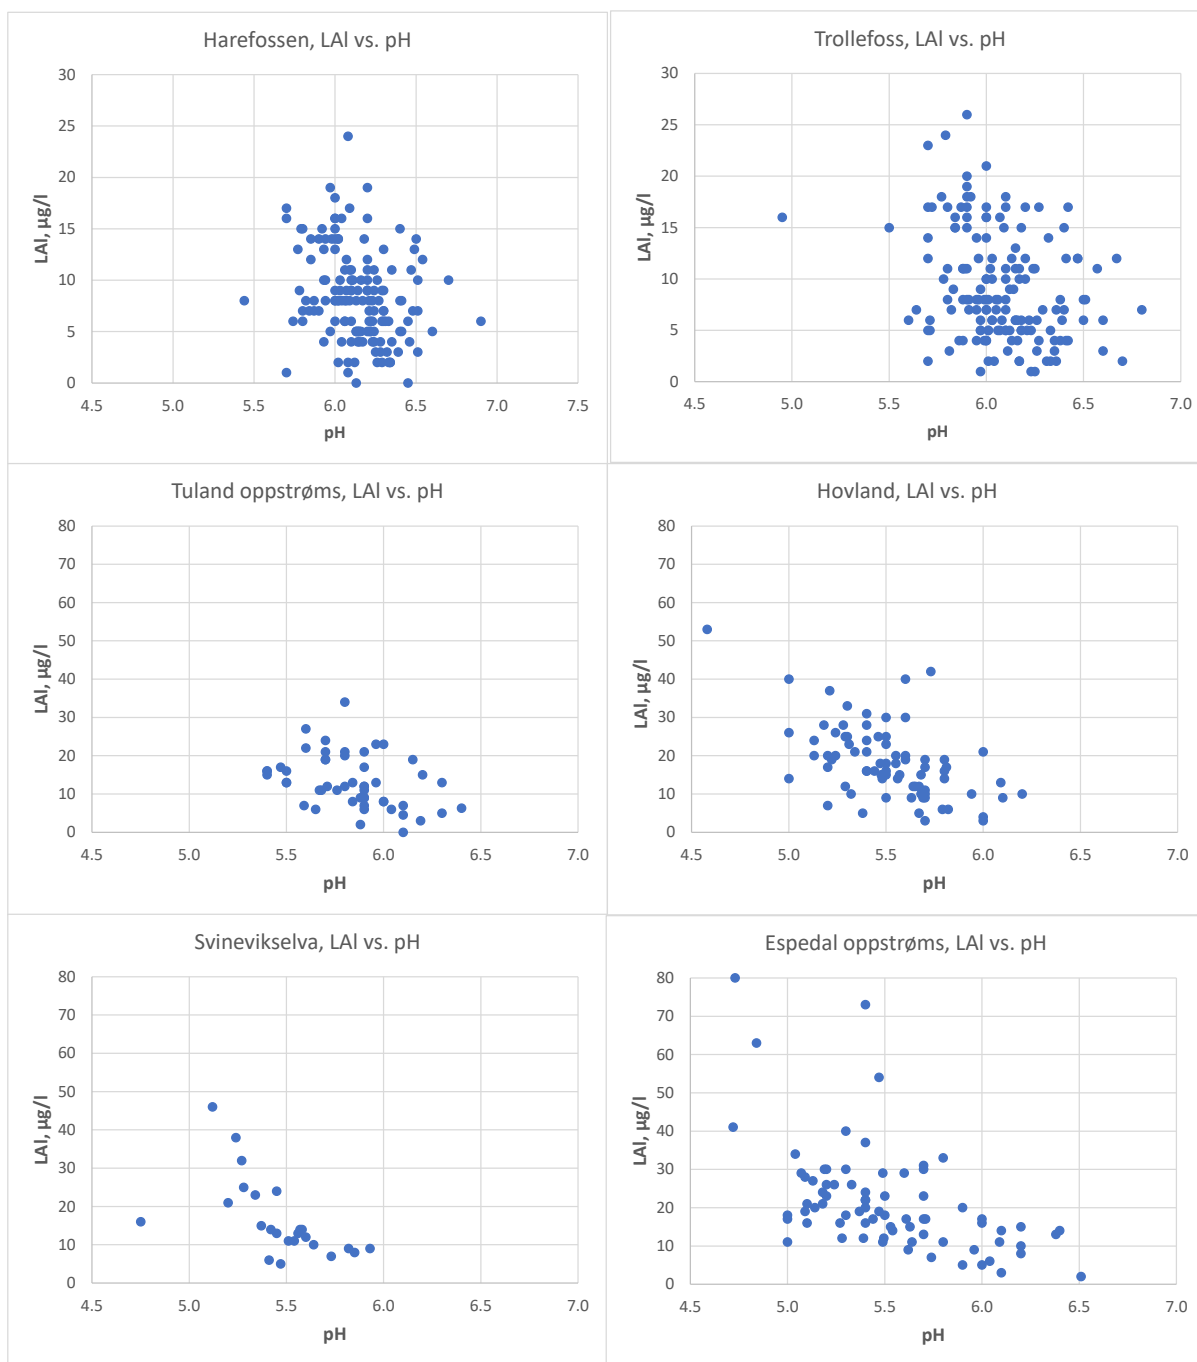 Harefossen, LAl vs. pH
30
25
20
15
10
5
0
4.5 5.0 5.5 6.0 6.5 7.0 7.5
LAl, µg/l
pH
Trollefoss, LAl vs. pH
30
25
20
15
10
5
0
4.5 5.0 5.5 6.0 6.5 7.0
LAl, µg/l
pH
Tuland oppstrøms, LAl vs. pH
80
70
60
50
40
30
20
10
0
4.5 5.0 5.5 6.0 6.5 7.0
LAl, µg/l
pH
Hovland, LAl vs. pH
80
70
60
50
40
30
20
10
0
4.5 5.0 5.5 6.0 6.5 7.0
LAl, µg/l
pH
Svinevikselva, LAl vs. pH
80
70
60
50
40
30
20
10
0
4.5 5.0 5.5 6.0 6.5 7.0
LAl, µg/l
pH
Espedal oppstrøms, LAl vs. pH
80
70
60
50
40
30
20
10
0
4.5 5.0 5.5 6.0 6.5 7.0
LAl, µg/l
pH